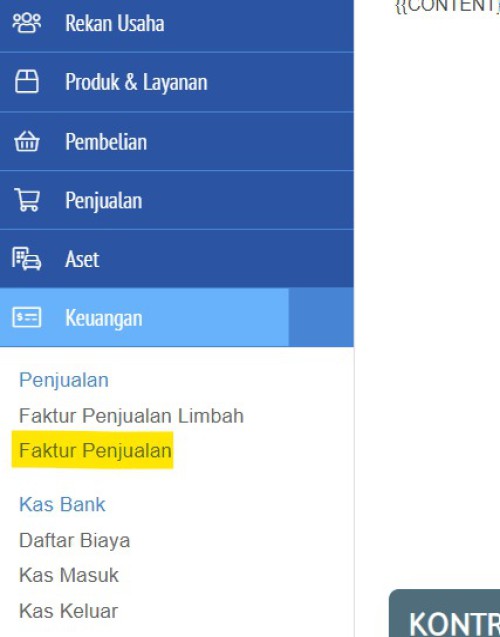 Rekan Usaha
{{CONTENT}
Produk & Layanan
Pembelian
Penjualan
Aset
Keuangan
Penjualan
Faktur Penjualan Limbah
Faktur Penjualan
Kas Bank
Daftar Biaya
Kas Masuk
Kas Keluar